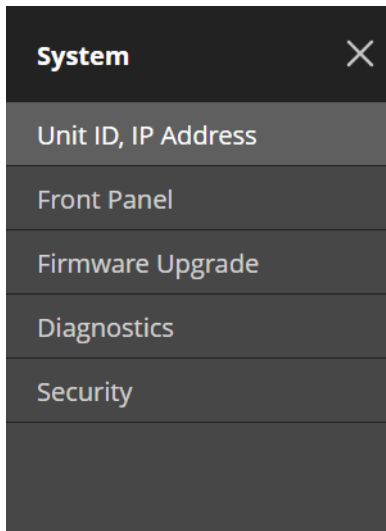 System
Unit ID, IP Address
Front Panel
Firmware Upgrade
Diagnostics
Security